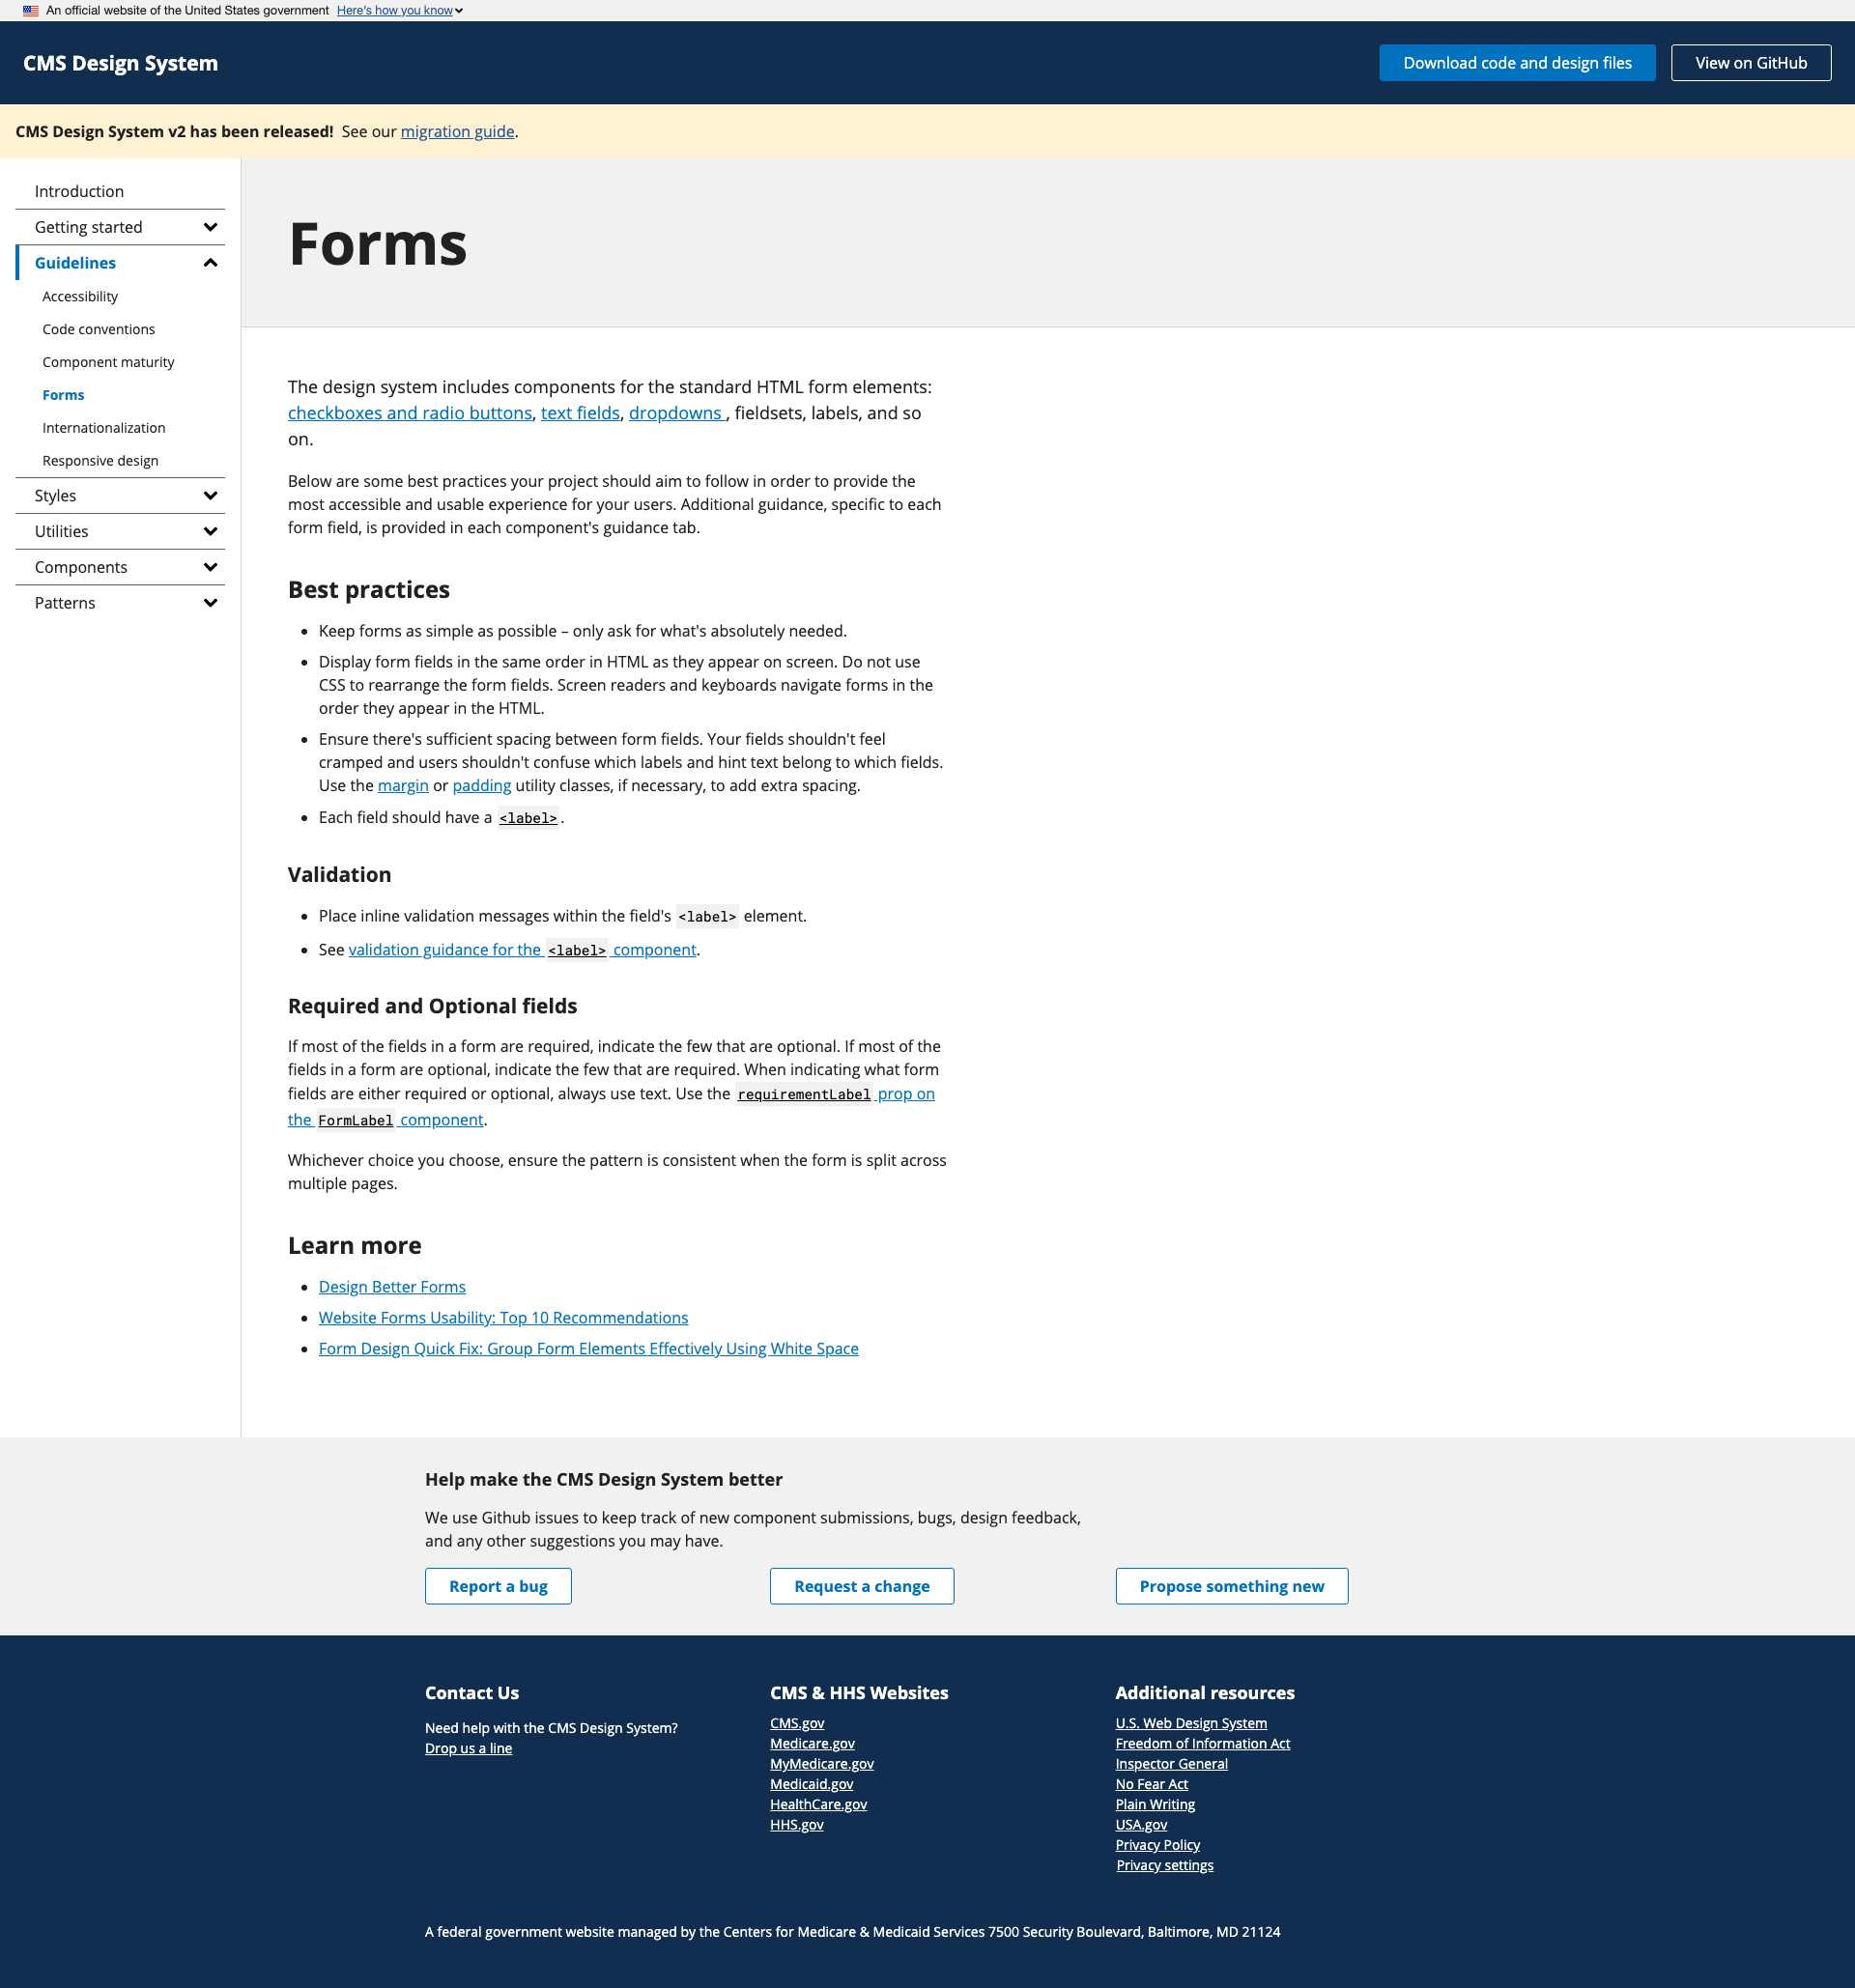 An official website of the United States government Here's how you know
CMS Design System
Download code and design files
View on GitHub
CMS Design System v2 has been released! See our migration guide.
Introduction
Getting started
Guidelines
Accessibility
Code conventions
Component maturity
Forms
Internationalization
Responsive design
Styles
Utilities
Components
Patterns
Forms
The design system includes components for the standard HTML form elements:
checkboxes and radio buttons, text fields, dropdowns , fieldsets, labels, and so
on.
Below are some best practices your project should aim to follow in order to provide the
most accessible and usable experience for your users. Additional guidance, specific to each
form field, is provided in each component's guidance tab.
Best practices
• Keep forms as simple as possible – only ask for what's absolutely needed.
• Display form fields in the same order in HTML as they appear on screen. Do not use
CSS to rearrange the form fields. Screen readers and keyboards navigate forms in the
order they appear in the HTML.
• Ensure there's sufficient spacing between form fields. Your fields shouldn't feel
cramped and users shouldn't confuse which labels and hint text belong to which fields.
Use the margin or padding utility classes, if necessary, to add extra spacing.
• Each field should have a <label>.
Validation
• Place inline validation messages within the field's <label> element.
• See validation guidance for the <label> component.
Required and Optional fields
If most of the fields in a form are required, indicate the few that are optional. If most of the
fields in a form are optional, indicate the few that are required. When indicating what form
fields are either required or optional, always use text. Use the requirementLabel prop on
the FormLabel component.
Whichever choice you choose, ensure the pattern is consistent when the form is split across
multiple pages.
Learn more
• Design Better Forms
• Website Forms Usability: Top 10 Recommendations
• Form Design Quick Fix: Group Form Elements Effectively Using White Space
Help make the CMS Design System better
We use Github issues to keep track of new component submissions, bugs, design feedback,
and any other suggestions you may have.
Report a bug
Request a change
Propose something new
Contact Us
Need help with the CMS Design System?
Drop us a line
CMS & HHS Websites
CMS.gov
Medicare.gov
MyMedicare.gov
Medicaid.gov
HealthCare.gov
HHS.gov
Additional resources
U.S. Web Design System
Freedom of Information Act
Inspector General
No Fear Act
Plain Writing
USA.gov
Privacy Policy
Privacy settings
A federal government website managed by the Centers for Medicare & Medicaid Services 7500 Security Boulevard, Baltimore, MD 21124